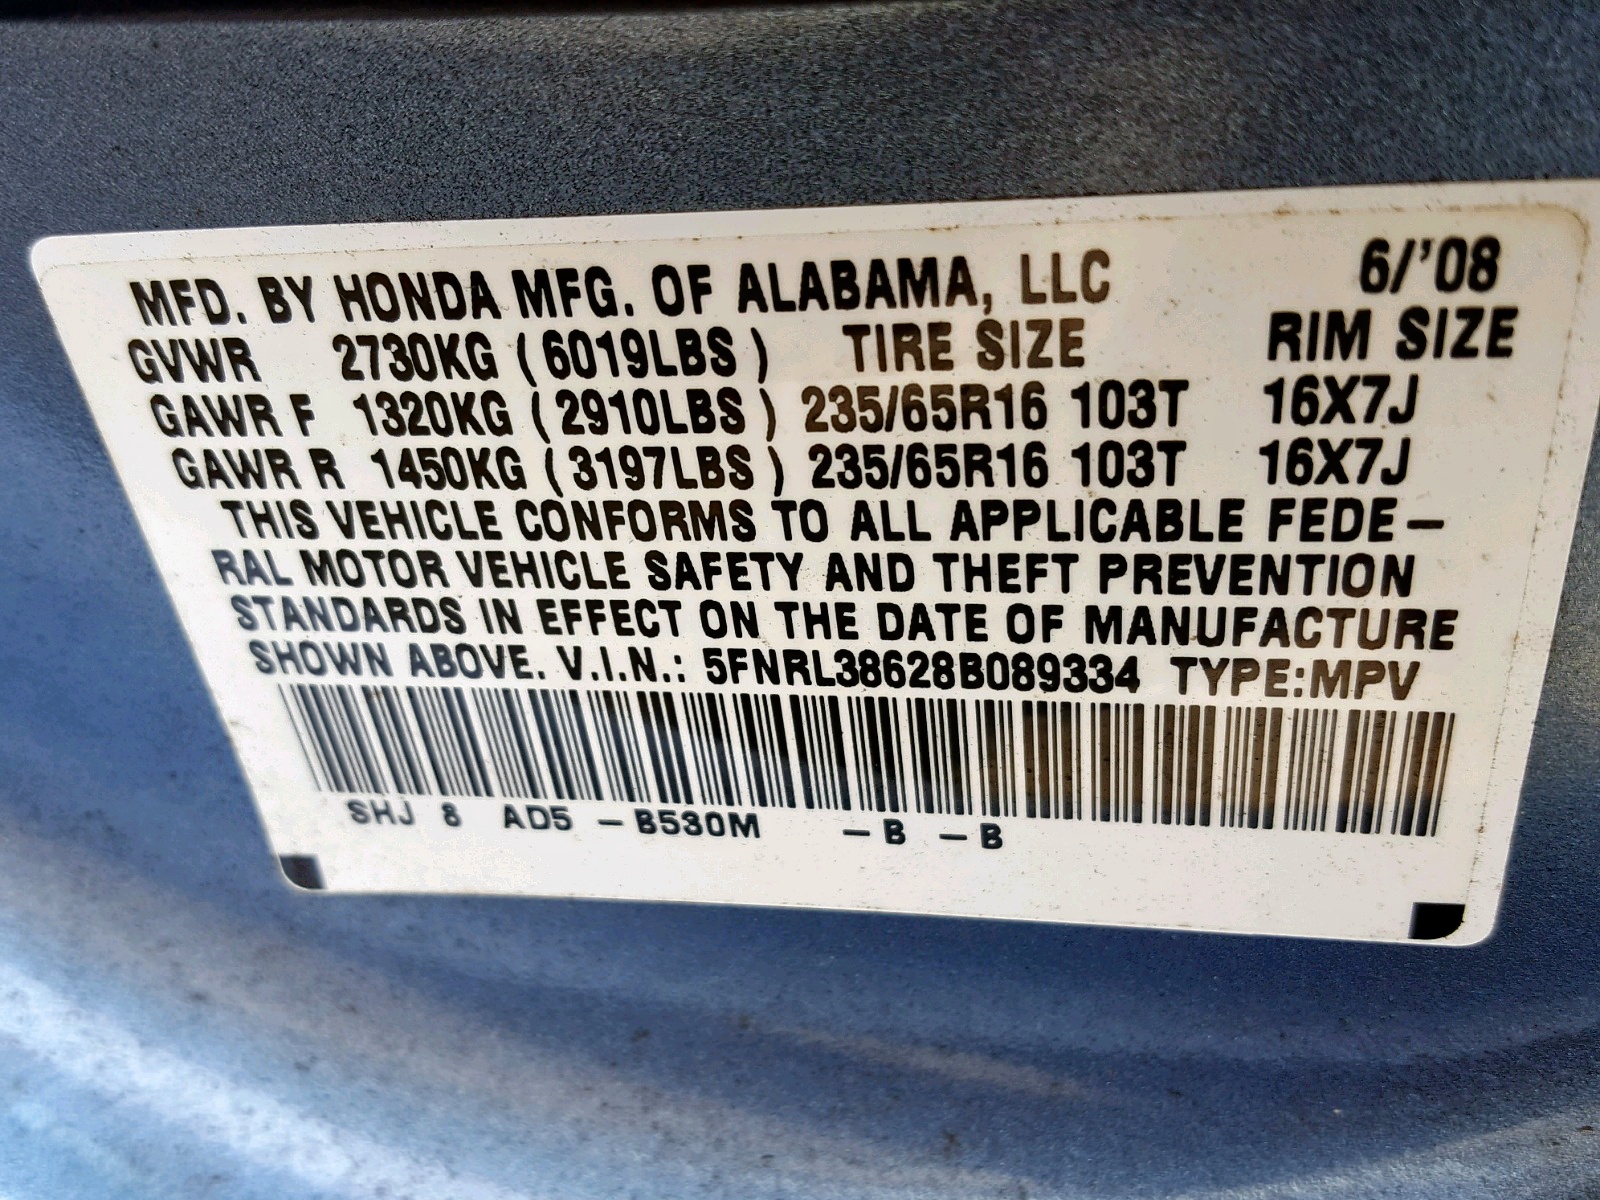 MFD. BY HONDA MFG. OF ALABAMA, LLC 6/'08
GVWR 2730KG ( 6019LBS ) TIRE SIZE RIM SIZE
GAWR F 1320KG ( 2910LBS ) 235/65R16 103T 16X7J
GAWR R 1450KG ( 3197LBS ) 235/65R16 103T 16X7J
THIS VEHICLE CONFORMS TO ALL APPLICABLE FEDE-
RAL MOTOR VEHICLE SAFETY AND THEFT PREVENTION
STANDARDS IN EFFECT ON THE DATE OF MANUFACTURE
SHOWN ABOVE. V.I.N.: 5FNRL38628B089334 TYPE:MPV
SHJ 8 AD5 - B530M - B - B